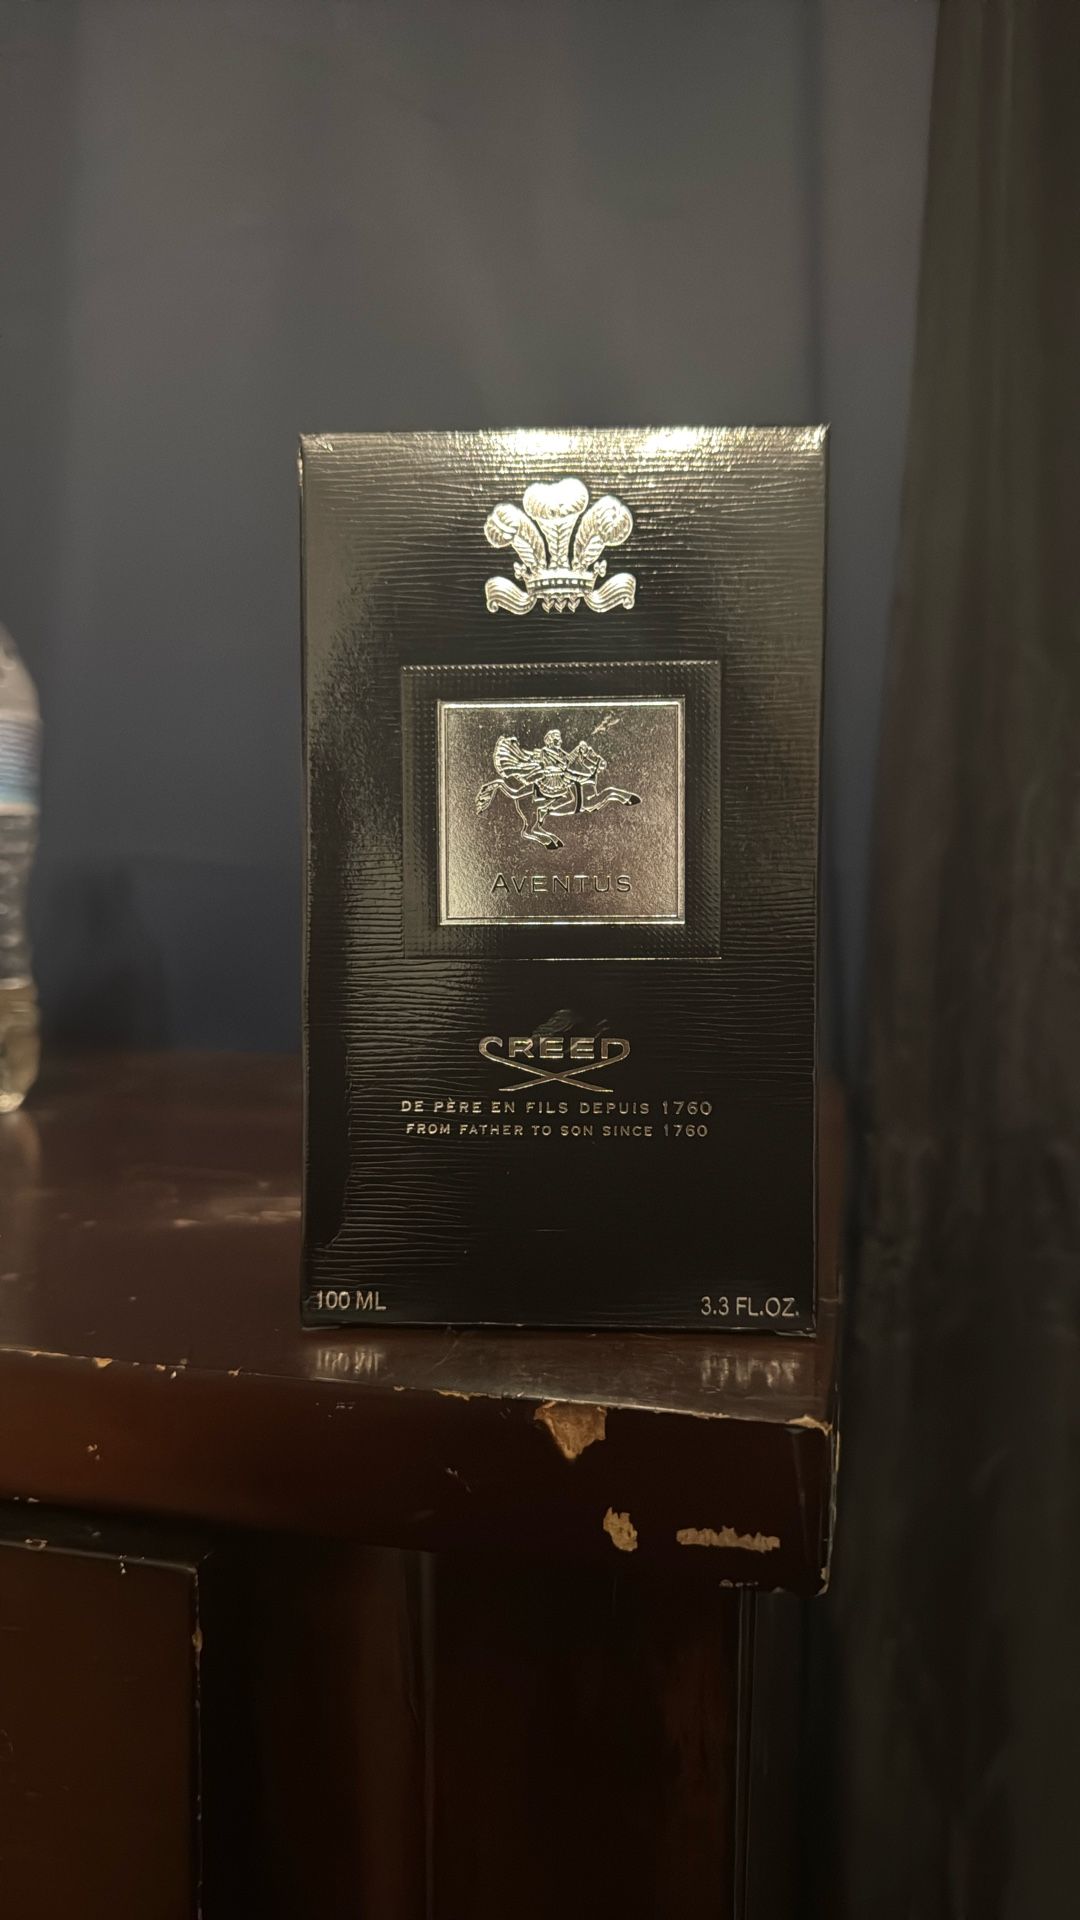 AVENTUS
CREED
DE PÈRE EN FILS DEPUIS 1760
FROM FATHER TO SON SINCE 1760
100 ML
3.3 FL.OZ.